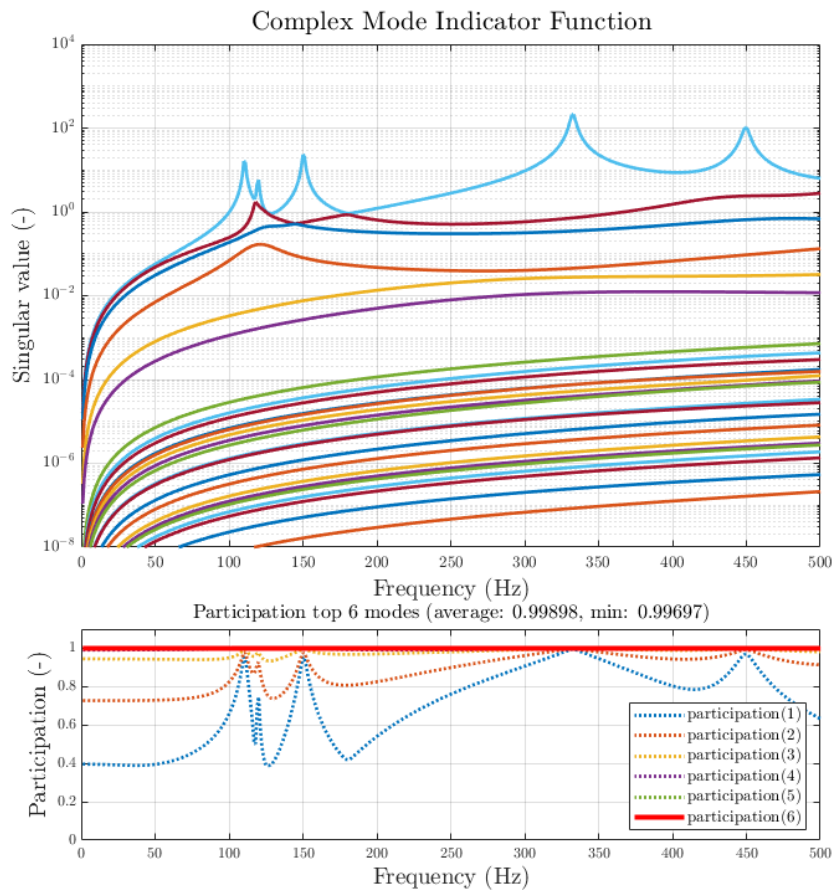 Complex Mode Indicator Function
Singular value (-)
10^4
10^2
10^0
10^-2
10^-4
10^-6
10^-8
0 50 100 150 200 250 300 350 400 450 500
Frequency (Hz)
Participation top 6 modes (average: 0.99898, min: 0.99697)
Participation (-)
1
0.8
0.6
0.4
0.2
0
participation(1)
participation(2)
participation(3)
participation(4)
participation(5)
participation(6)
0 50 100 150 200 250 300 350 400 450 500
Frequency (Hz)